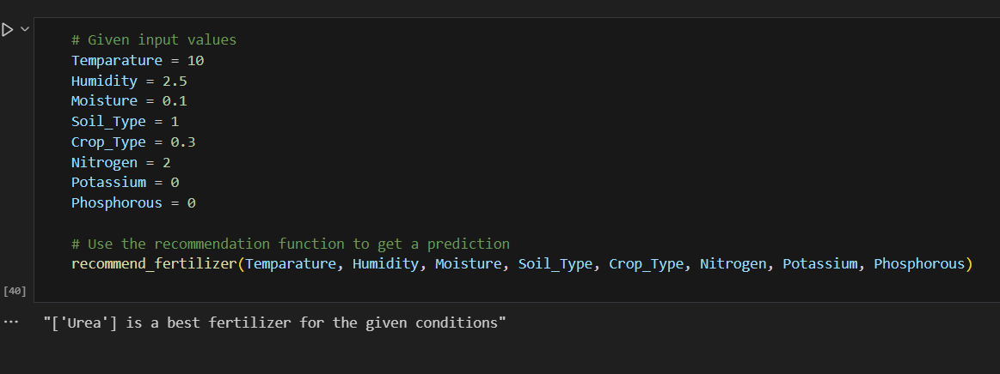 # Given input values
Temparature = 10
Humidity = 2.5
Moisture = 0.1
Soil_Type = 1
Crop_Type = 0.3
Nitrogen = 2
Potassium = 0
Phosphorous = 0
# Use the recommendation function to get a prediction
recommend_fertilizer(Temparature, Humidity, Moisture, Soil_Type, Crop_Type, Nitrogen, Potassium, Phosphorous)
[40]
... "['Urea'] is a best fertilizer for the given conditions"